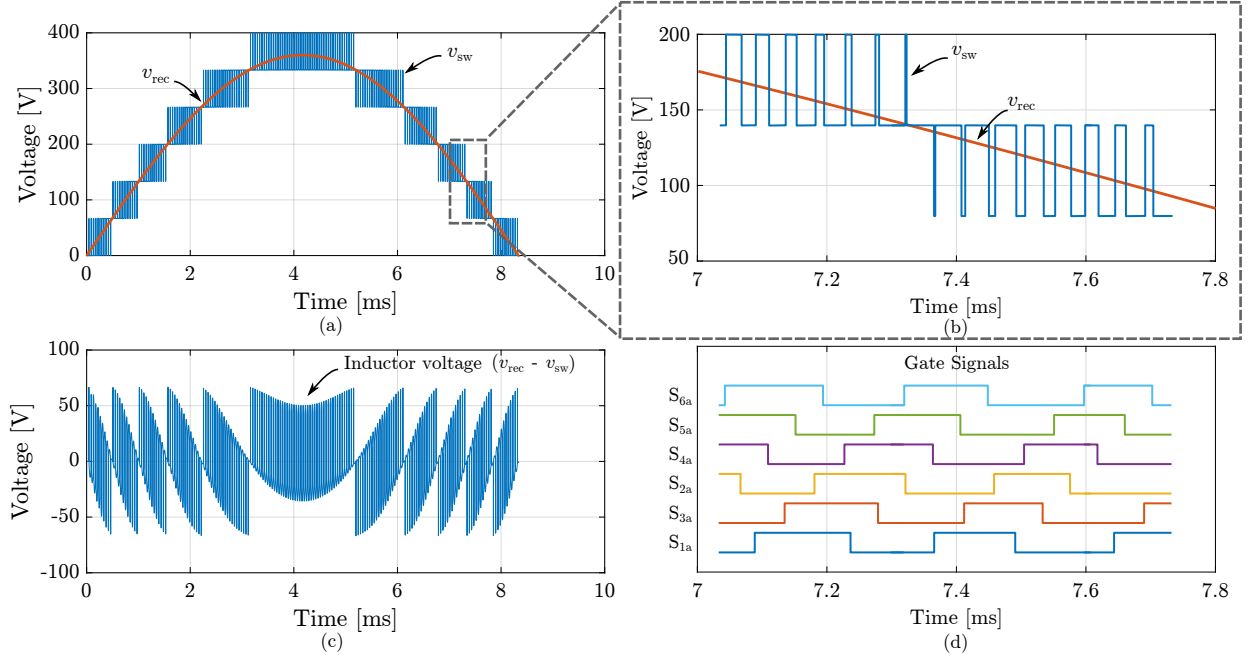 400
300
200
100
0
Voltage [V]
v_rec
v_sw
0 2 4 6 8 10
Time [ms]
(a)
200
150
100
50
Voltage [V]
v_sw
v_rec
7 7.2 7.4 7.6 7.8
Time [ms]
(b)
100
50
0
-50
-100
Voltage [V]
Inductor voltage (v_rec - v_sw)
0 2 4 6 8 10
Time [ms]
(c)
Gate Signals
S_6a
S_5a
S_4a
S_2a
S_3a
S_1a
7 7.2 7.4 7.6 7.8
Time [ms]
(d)